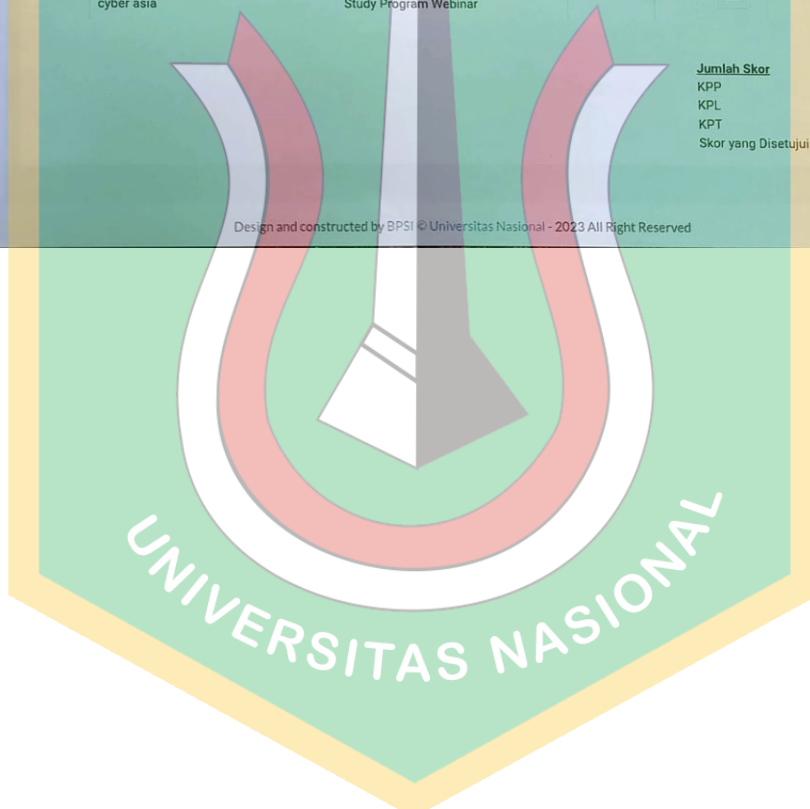 cyber asia
Study Program Webinar
Jumlah Skor
KPP
KPL
KPT
Skor yang Disetujui
Design and constructed by BPSI © Universitas Nasional - 2023 All Right Reserved
UNIVERSITAS NASIONAL